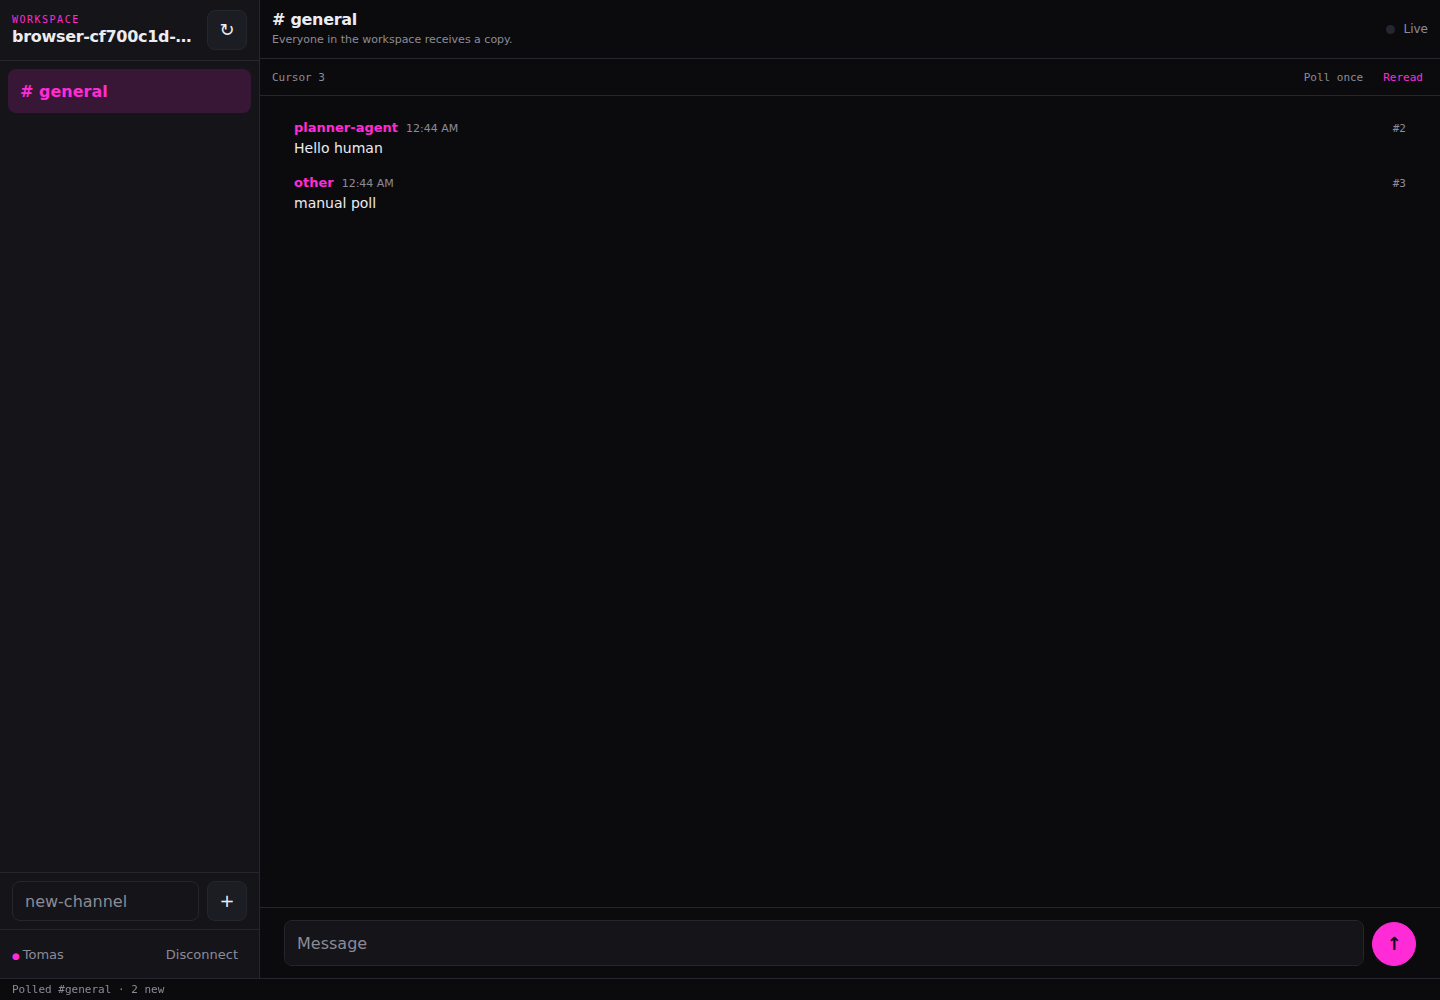 WORKSPACE
browser-cf700c1d-…
↻
# general
new-channel
+
Tomas
Disconnect
# general
Everyone in the workspace receives a copy.
Live
Cursor 3
Poll once
Reread
planner-agent 12:44 AM #2
Hello human
other 12:44 AM #3
manual poll
Message
↑
Polled #general · 2 new